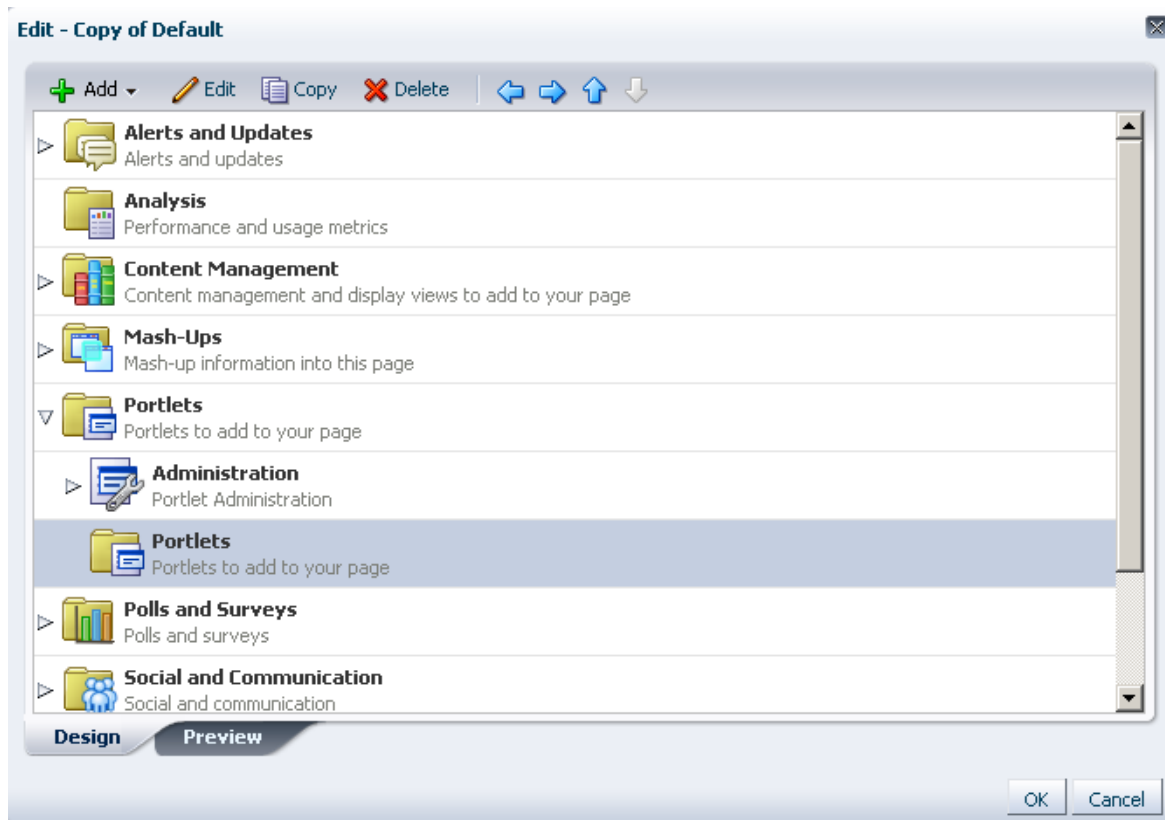 Edit - Copy of Default
Add Edit Copy Delete
Alerts and Updates
Alerts and updates
Analysis
Performance and usage metrics
Content Management
Content management and display views to add to your page
Mash-Ups
Mash-up information into this page
Portlets
Portlets to add to your page
Administration
Portlet Administration
Portlets
Portlets to add to your page
Polls and Surveys
Polls and surveys
Social and Communication
Social and communication
Design Preview
OK Cancel